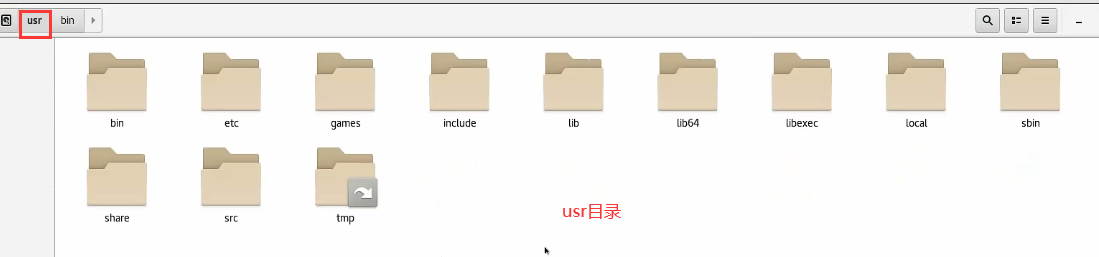 usr bin
bin etc games include lib lib64 libexec local sbin
share src tmp
usr目录